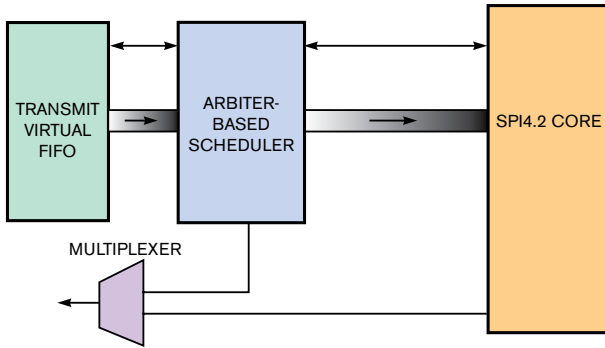 TRANSMIT
VIRTUAL
FIFO
ARBITER-
BASED
SCHEDULER
SPI4.2 CORE
MULTIPLEXER